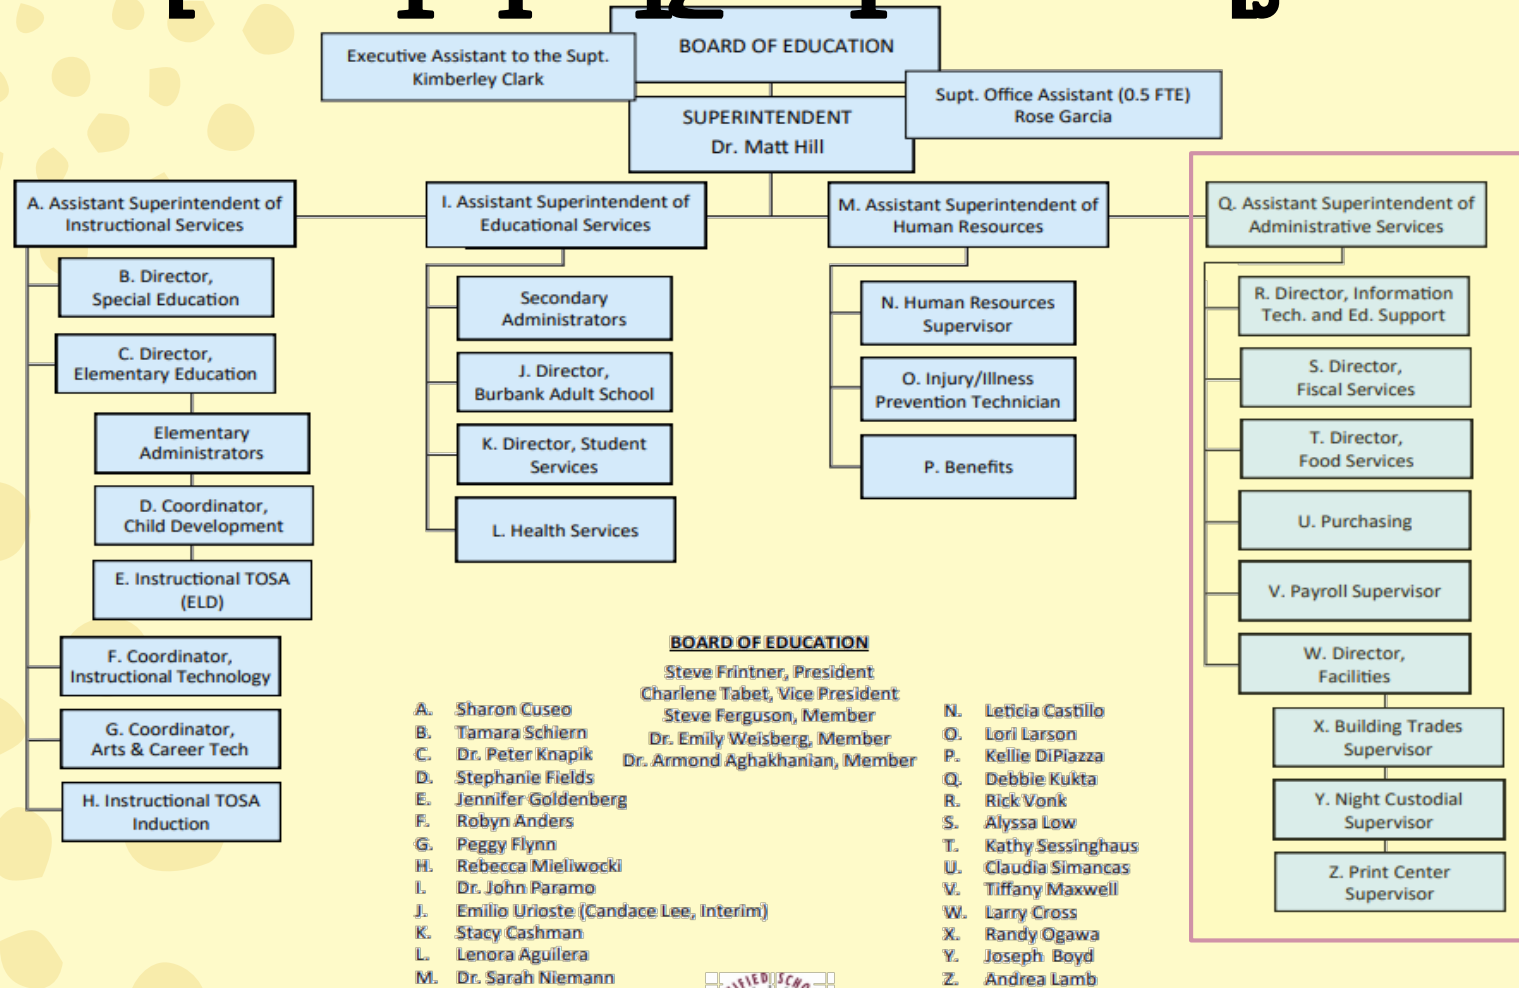 BOARD OF EDUCATION
Executive Assistant to the Supt.
Kimberley Clark
Supt. Office Assistant (0.5 FTE)
Rose Garcia
SUPERINTENDENT
Dr. Matt Hill
A. Assistant Superintendent of
Instructional Services
B. Director,
Special Education
C. Director,
Elementary Education
Elementary
Administrators
D. Coordinator,
Child Development
E. Instructional TOSA
(ELD)
F. Coordinator,
Instructional Technology
G. Coordinator,
Arts & Career Tech
H. Instructional TOSA
Induction
I. Assistant Superintendent of
Educational Services
Secondary
Administrators
J. Director,
Burbank Adult School
K. Director, Student
Services
L. Health Services
M. Assistant Superintendent of
Human Resources
N. Human Resources
Supervisor
O. Injury/Illness
Prevention Technician
P. Benefits
Q. Assistant Superintendent of
Administrative Services
R. Director, Information
Tech. and Ed. Support
S. Director,
Fiscal Services
T. Director,
Food Services
U. Purchasing
V. Payroll Supervisor
W. Director,
Facilities
X. Building Trades
Supervisor
Y. Night Custodial
Supervisor
Z. Print Center
Supervisor
BOARD OF EDUCATION
Steve Frintner, President
Charlene Tabet, Vice President
Steve Ferguson, Member
Dr. Emily Weisberg, Member
Dr. Armond Aghakhanian, Member
A. Sharon Cuseo
B. Tamara Schiern
C. Dr. Peter Knapik
D. Stephanie Fields
E. Jennifer Goldenberg
F. Robyn Anders
G. Peggy Flynn
H. Rebecca Mieliwocki
I. Dr. John Paramo
J. Emilio Urioste (Candace Lee, Interim)
K. Stacy Cashman
L. Lenora Aguilera
M. Dr. Sarah Niemann
N. Leticia Castillo
O. Lori Larson
P. Kellie DiPiazza
Q. Debbie Kukta
R. Rick Vonk
S. Alyssa Low
T. Kathy Sessinghaus
U. Claudia Simancas
V. Tiffany Maxwell
W. Larry Cross
X. Randy Ogawa
Y. Joseph Boyd
Z. Andrea Lamb